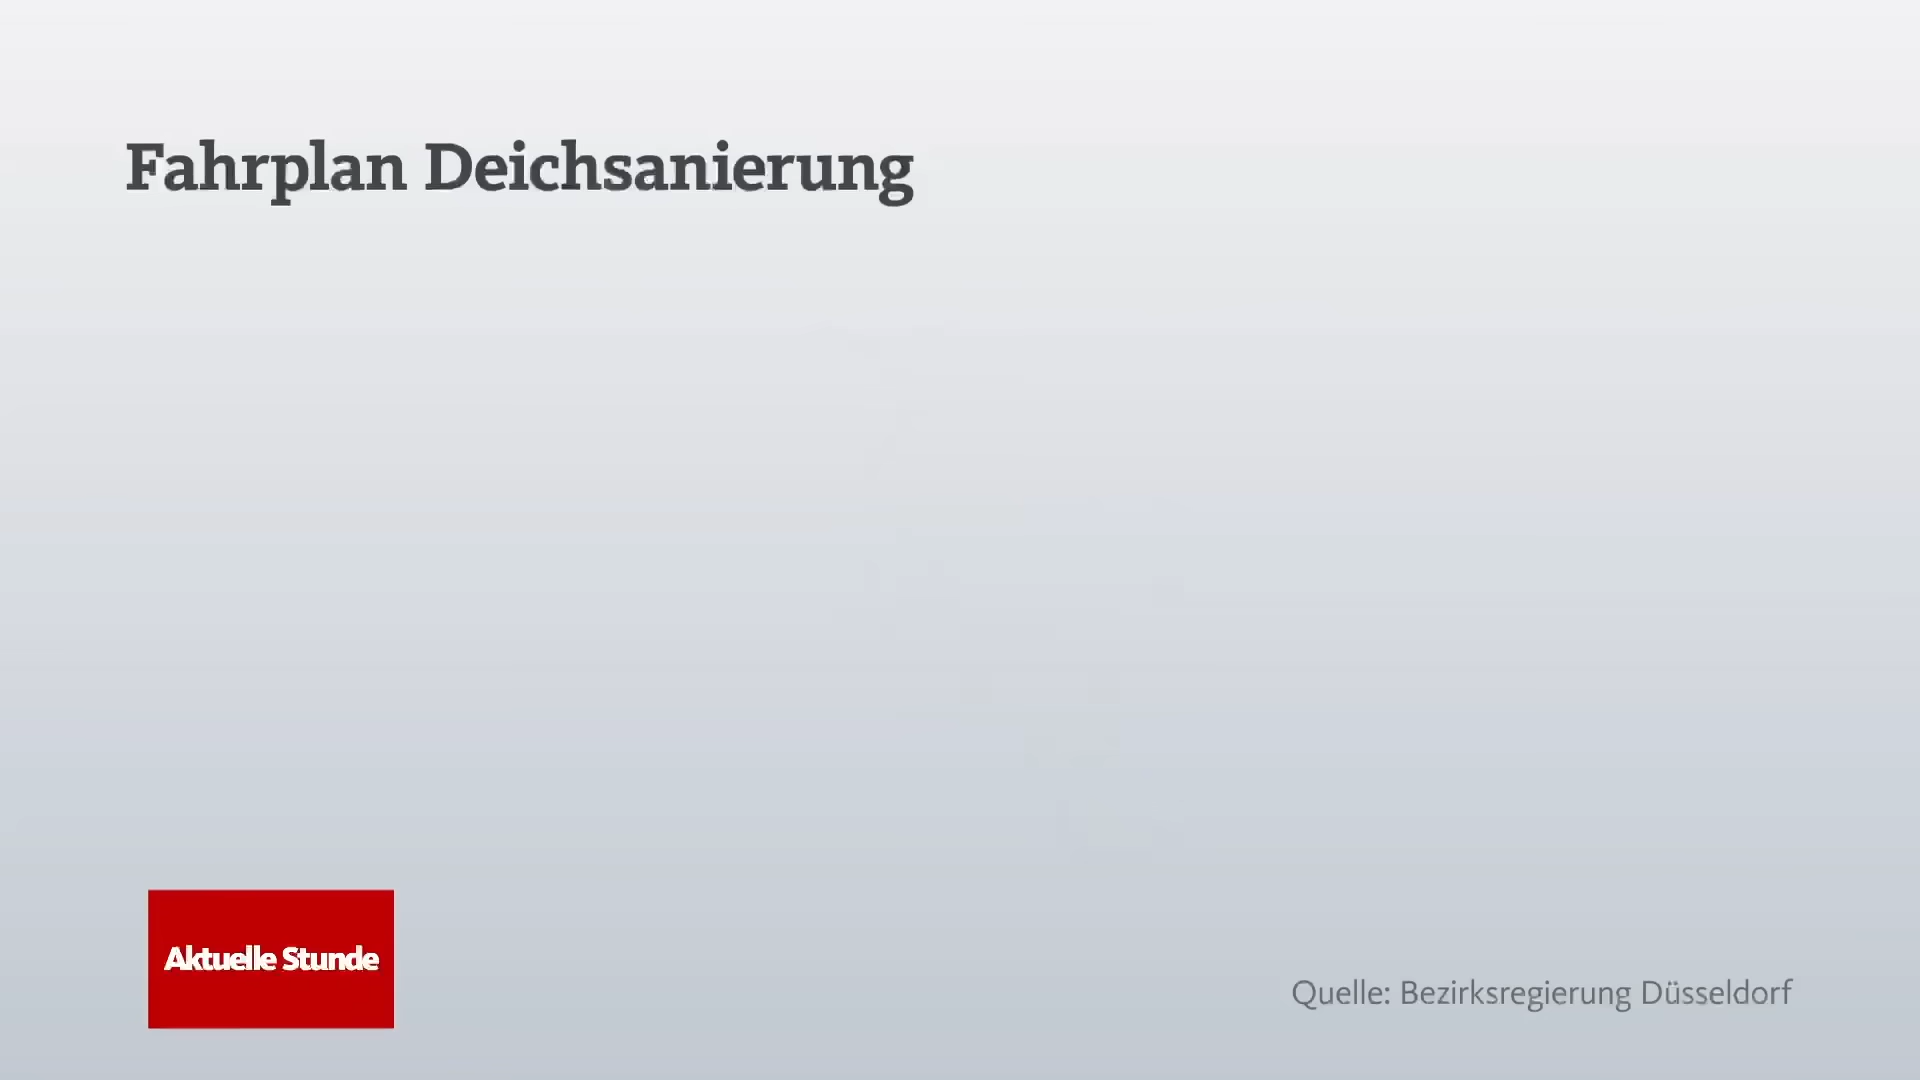 Fahrplan Deichsanierung
Aktuelle Stunde
Quelle: Bezirksregierung Düsseldorf